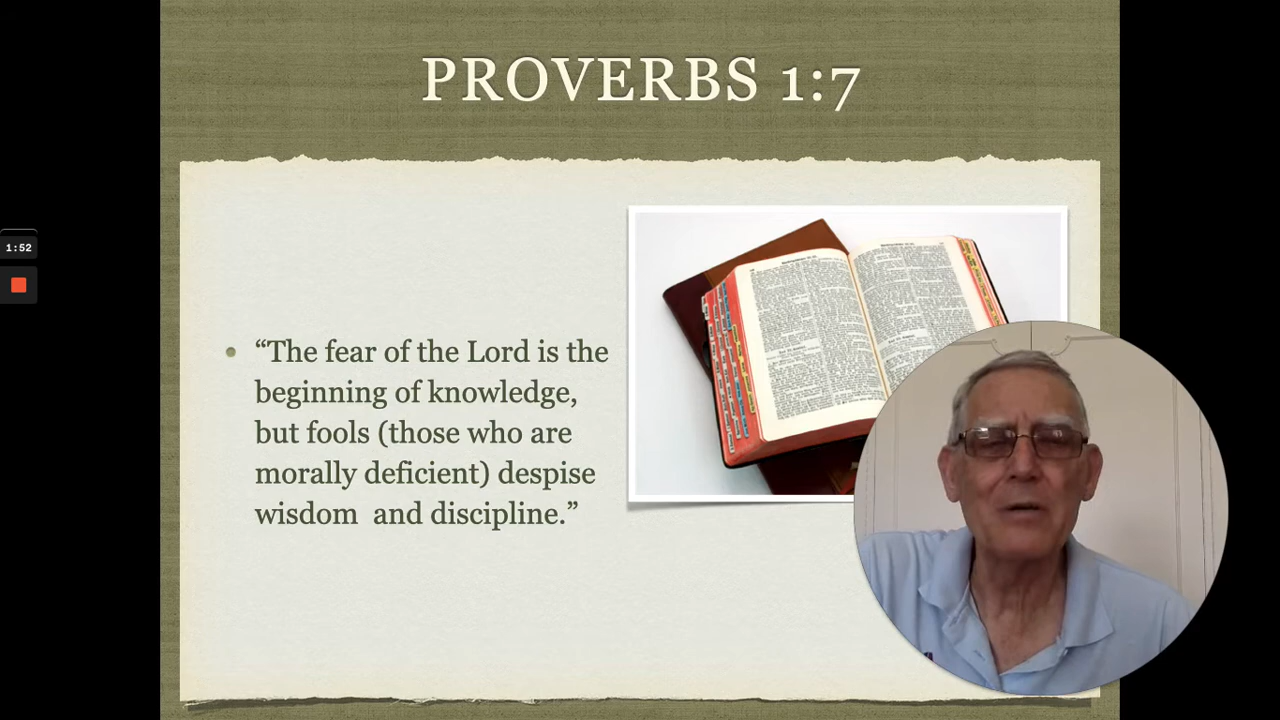 PROVERBS 1:7
1:52
• “The fear of the Lord is the
beginning of knowledge,
but fools (those who are
morally deficient) despise
wisdom and discipline.”